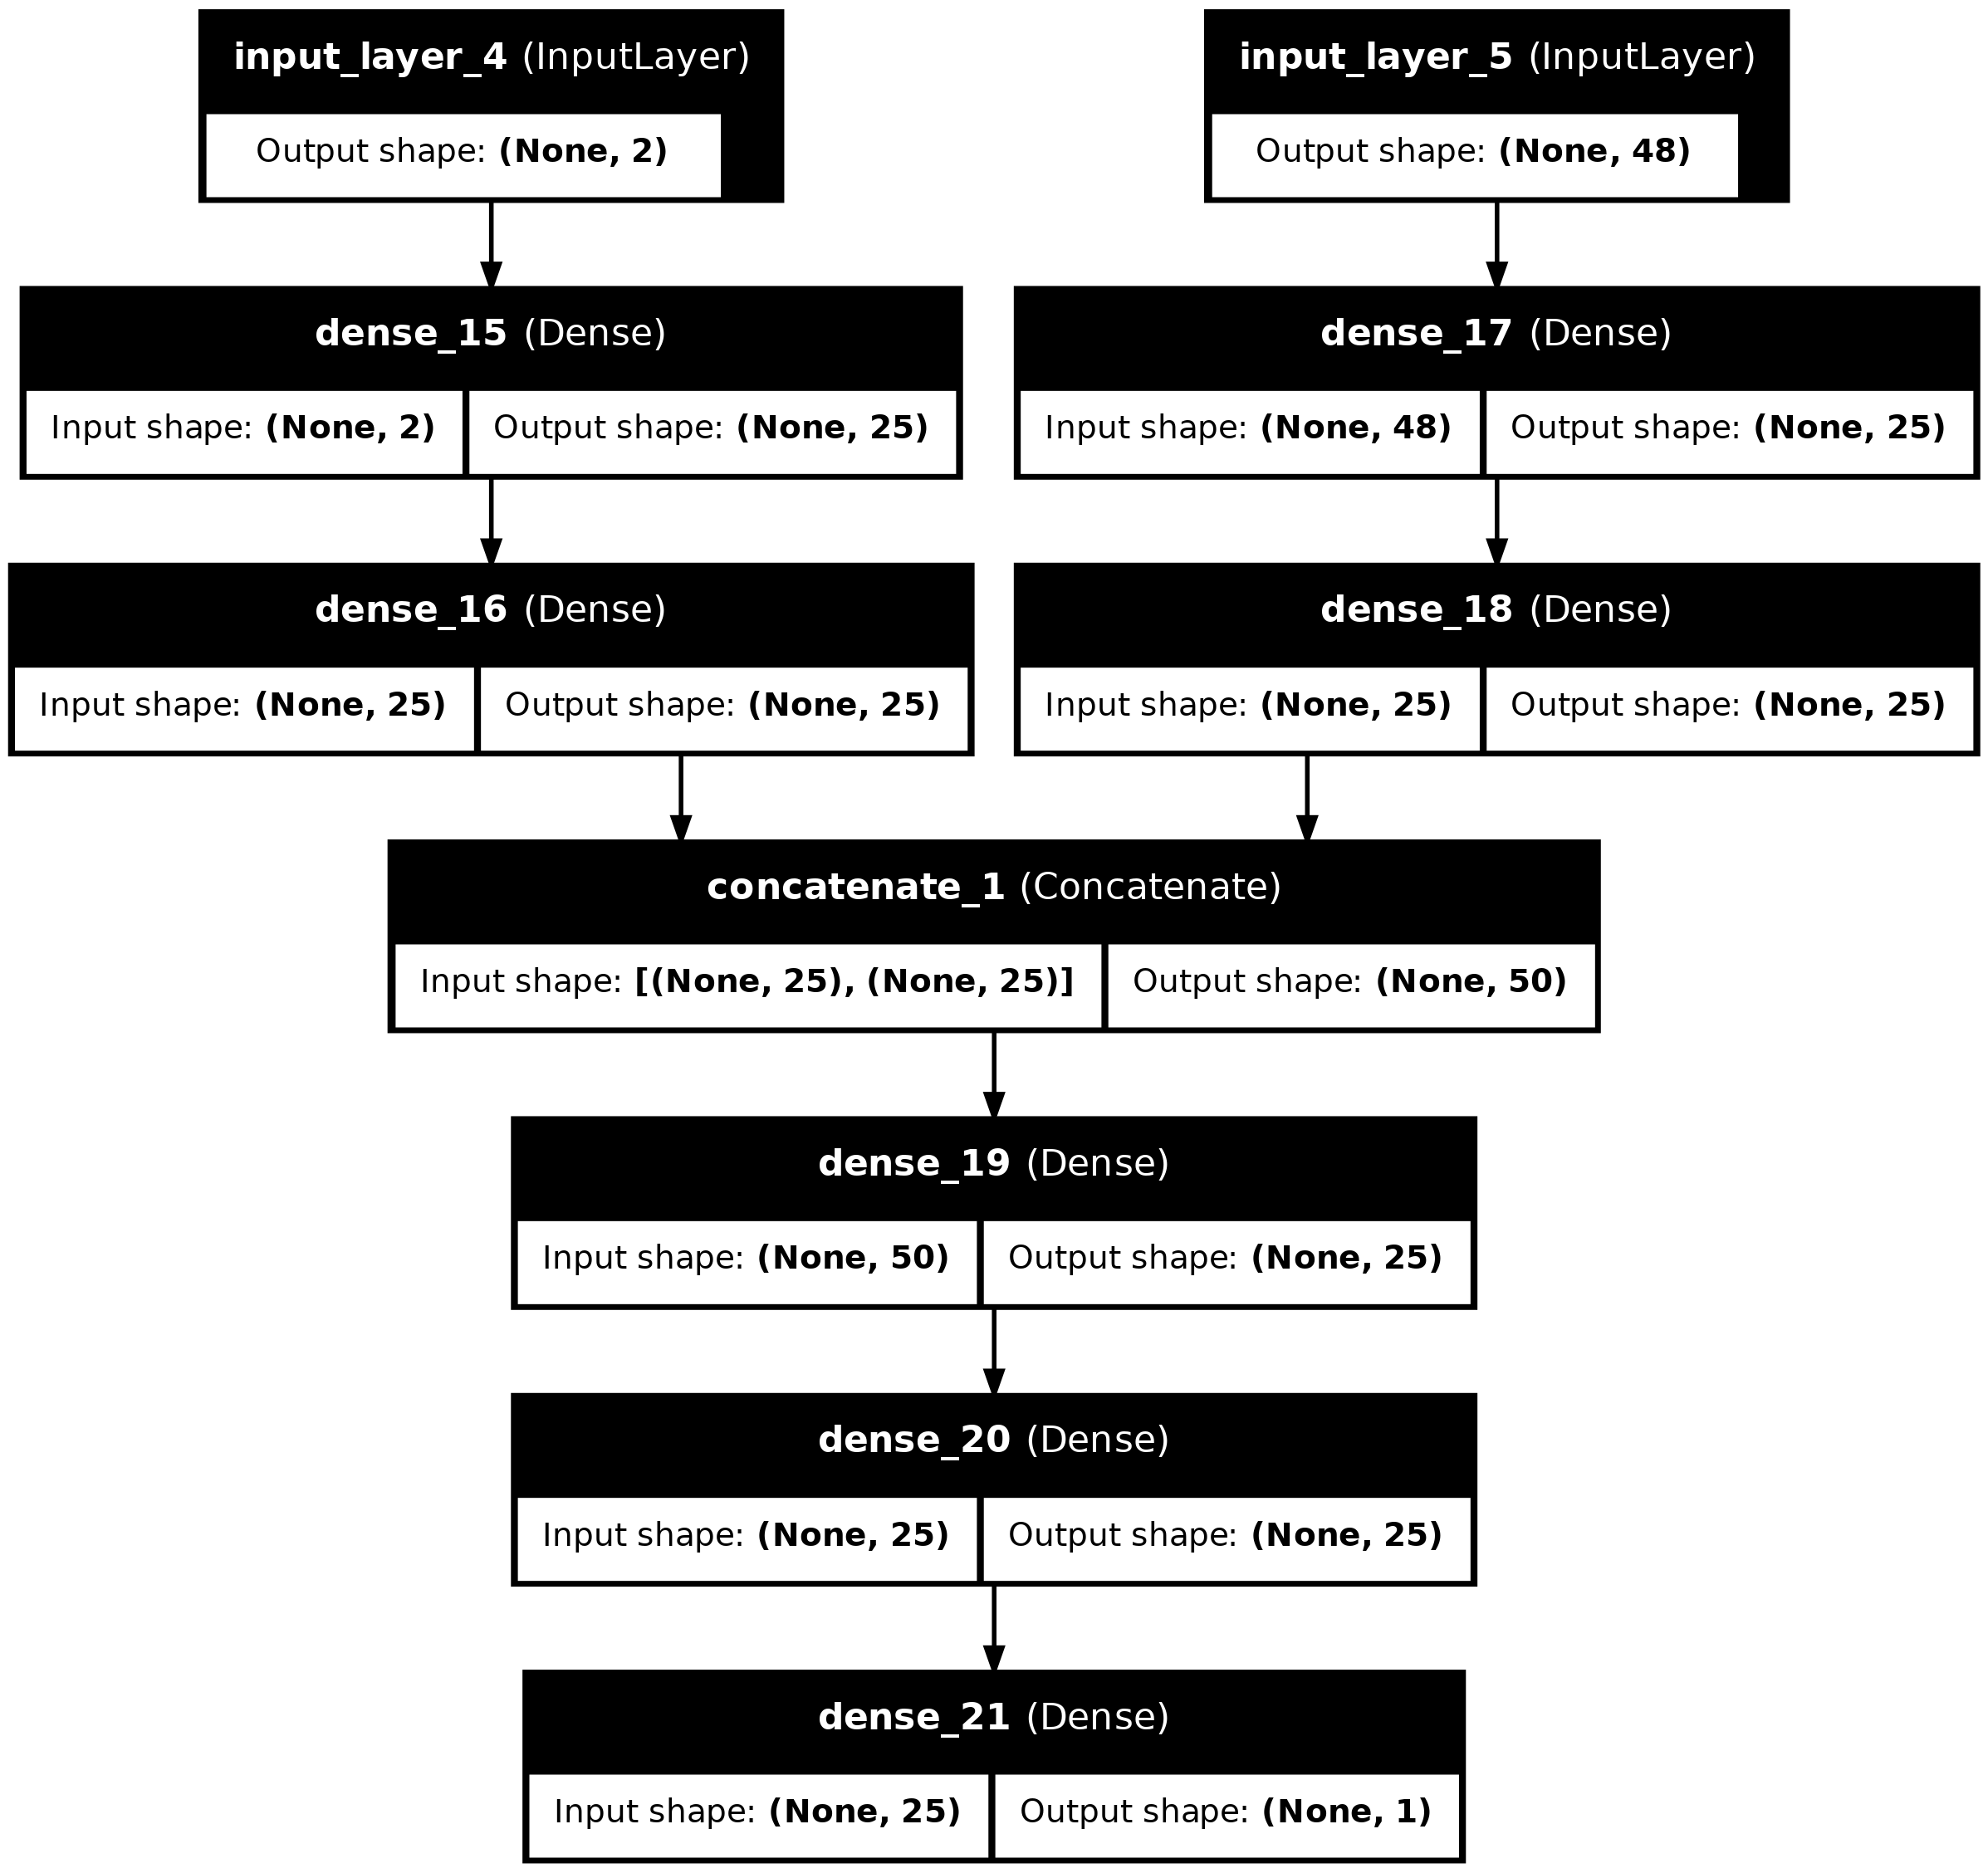 input_layer_4 (InputLayer)
Output shape: (None, 2)
input_layer_5 (InputLayer)
Output shape: (None, 48)
dense_15 (Dense)
Input shape: (None, 2) Output shape: (None, 25)
dense_17 (Dense)
Input shape: (None, 48) Output shape: (None, 25)
dense_16 (Dense)
Input shape: (None, 25) Output shape: (None, 25)
dense_18 (Dense)
Input shape: (None, 25) Output shape: (None, 25)
concatenate_1 (Concatenate)
Input shape: [(None, 25), (None, 25)] Output shape: (None, 50)
dense_19 (Dense)
Input shape: (None, 50) Output shape: (None, 25)
dense_20 (Dense)
Input shape: (None, 25) Output shape: (None, 25)
dense_21 (Dense)
Input shape: (None, 25) Output shape: (None, 1)